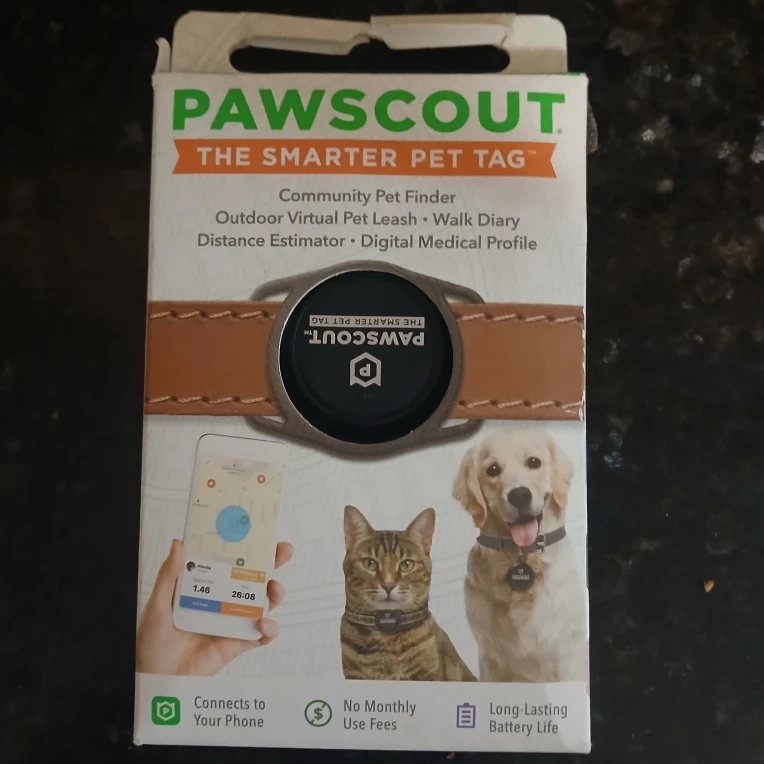 PAWSCOUT®
THE SMARTER PET TAG™
Community Pet Finder
Outdoor Virtual Pet Leash • Walk Diary
Distance Estimator • Digital Medical Profile
PAWSCOUT™
THE SMARTER PET TAG
P
1.46
26:08
P
Connects to
Your Phone
$
No Monthly
Use Fees
Long-Lasting
Battery Life